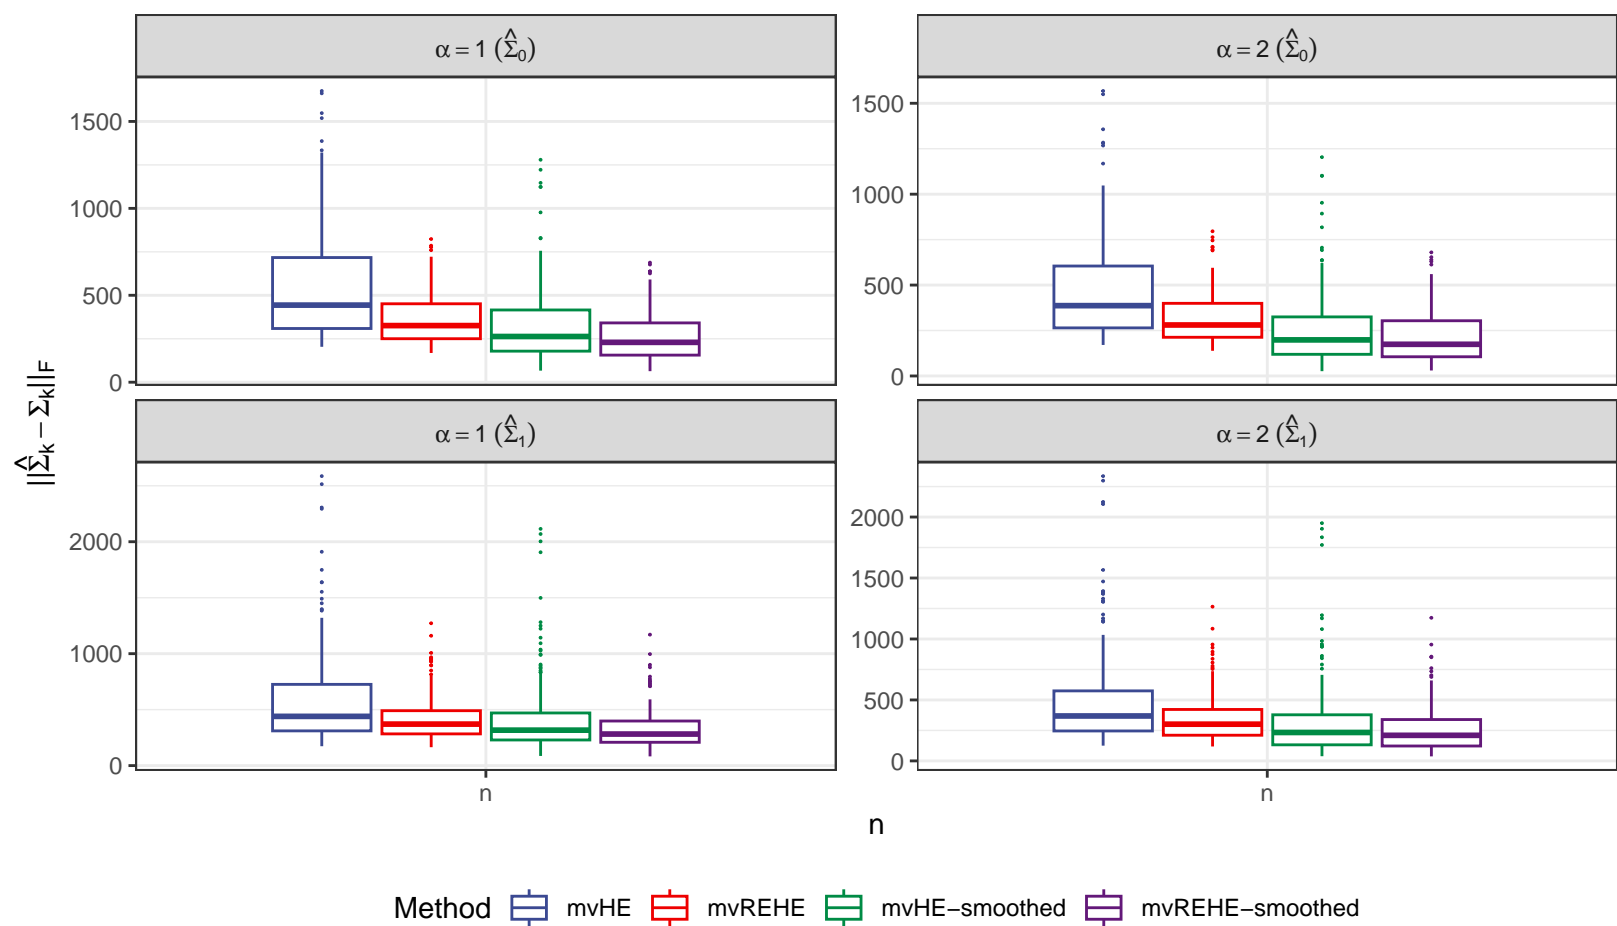 α = 1 (Σ̂₀)
α = 2 (Σ̂₀)
1500
1000
500
0
1500
1000
500
0
α = 1 (Σ̂₁)
α = 2 (Σ̂₁)
2000
1000
0
2000
1500
1000
500
0
||Σ̂ₖ − Σₖ||F
n
n
n
Method mvHE mvREHE mvHE−smoothed mvREHE−smoothed